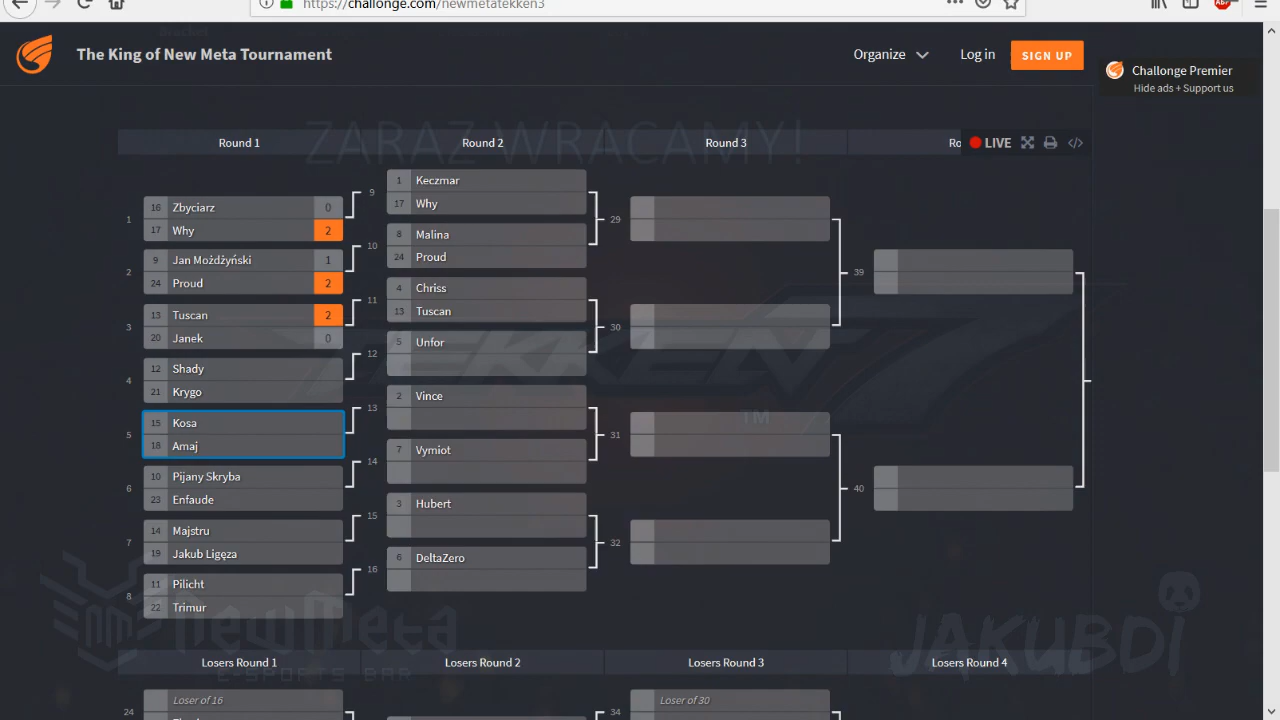 https://challonge.com/newmetatekken3
The King of New Meta Tournament
Organize
Log in
SIGN UP
Challonge Premier
Hide ads + Support us
ZARAZ WRACAMY!
Round 1
Round 2
Round 3
Ro
LIVE
1
16 Zbyciarz 0
17 Why 2
2
9 Jan Możdżyński 1
24 Proud 2
3
13 Tuscan 2
20 Janek 0
4
12 Shady
21 Krygo
5
15 Kosa
18 Amaj
6
10 Pijany Skryba
23 Enfaude
7
14 Majstru
19 Jakub Ligęza
8
11 Pilicht
22 Trimur
9
1 Keczmar
17 Why
10
8 Malina
24 Proud
11
4 Chriss
13 Tuscan
12
5 Unfor
13
2 Vince
14
7 Vymiot
15
3 Hubert
16
6 DeltaZero
29
30
31
32
39
40
TEKKEN 7
TM
NewMeta
E-SPORTS BAR
JAKUBDI
Losers Round 1
Losers Round 2
Losers Round 3
Losers Round 4
Loser of 16
24
Loser of 30
34